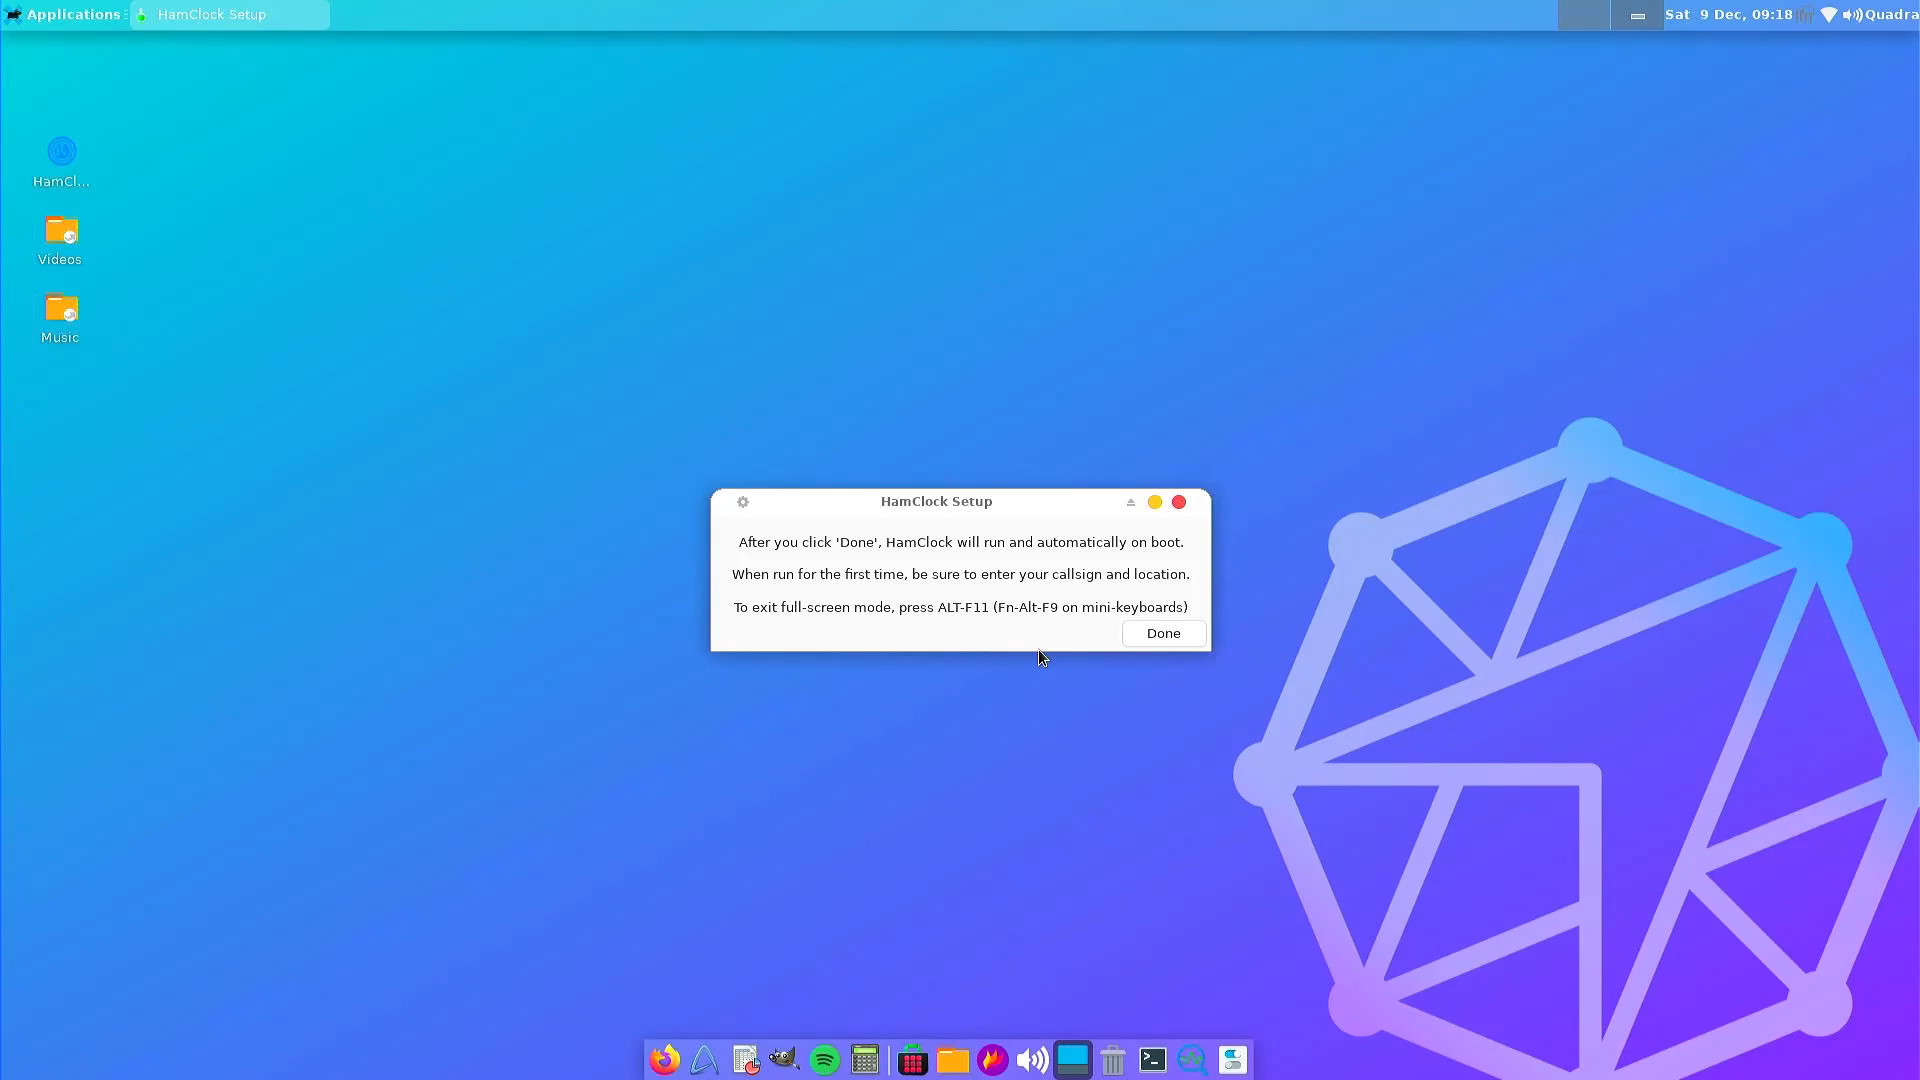 Applications
HamClock Setup
Sat 9 Dec, 09:18
Quadra
HamCl...
Videos
Music
HamClock Setup
After you click 'Done', HamClock will run and automatically on boot.
When run for the first time, be sure to enter your callsign and location.
To exit full-screen mode, press ALT-F11 (Fn-Alt-F9 on mini-keyboards)
Done